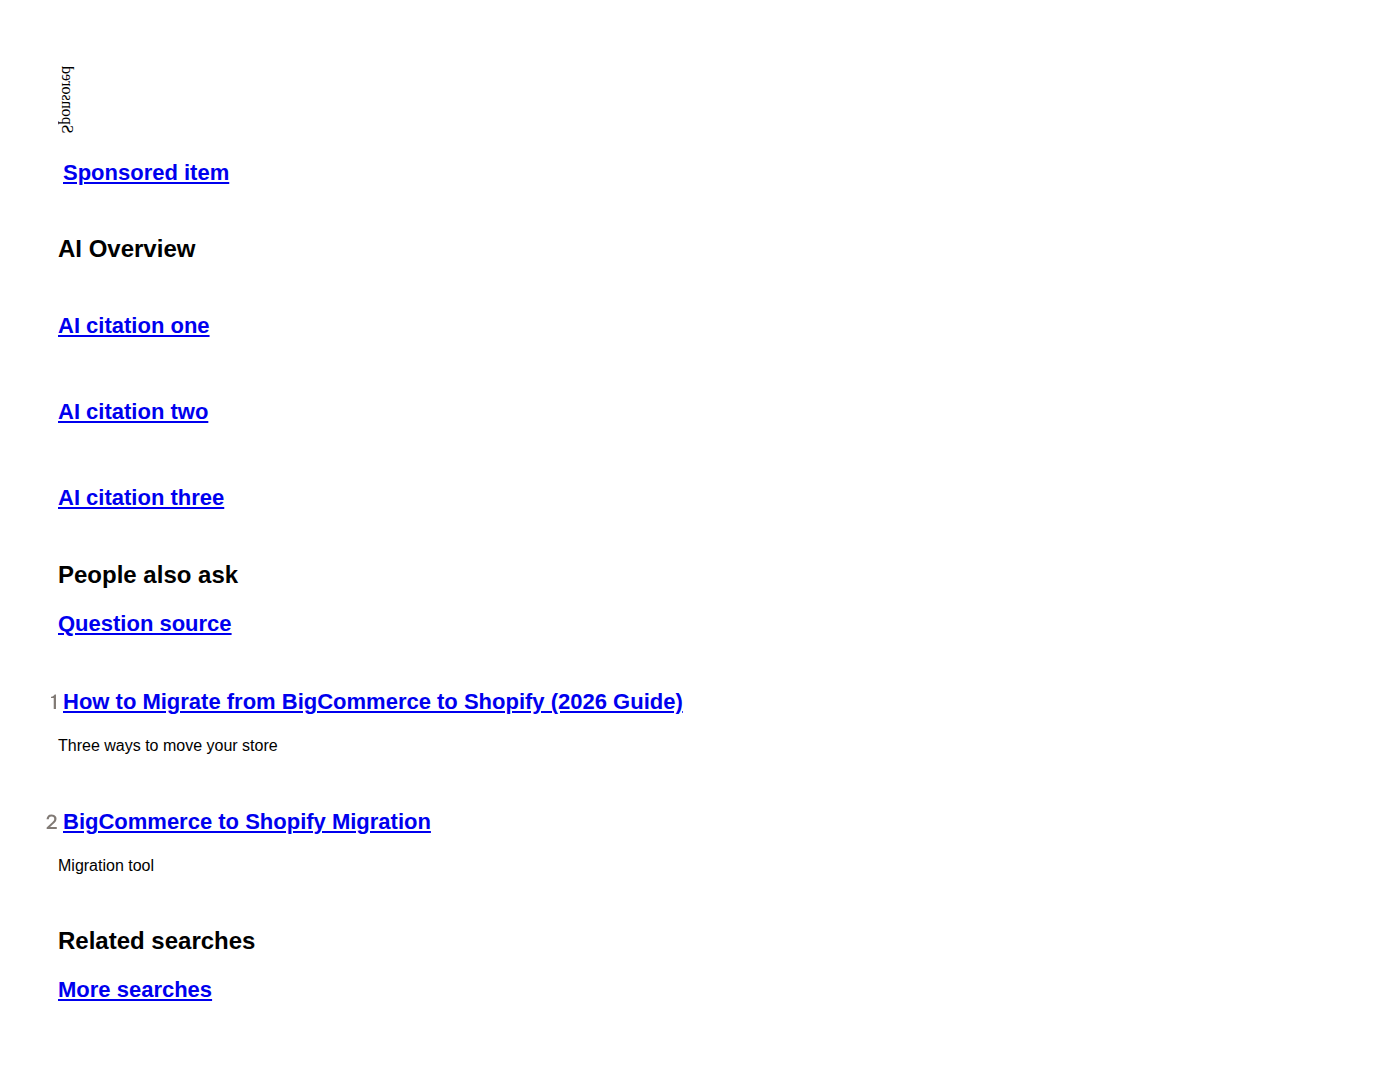 Sponsored
Sponsored item
AI Overview
AI citation one
AI citation two
AI citation three
People also ask
Question source
1 How to Migrate from BigCommerce to Shopify (2026 Guide)
Three ways to move your store
2 BigCommerce to Shopify Migration
Migration tool
Related searches
More searches